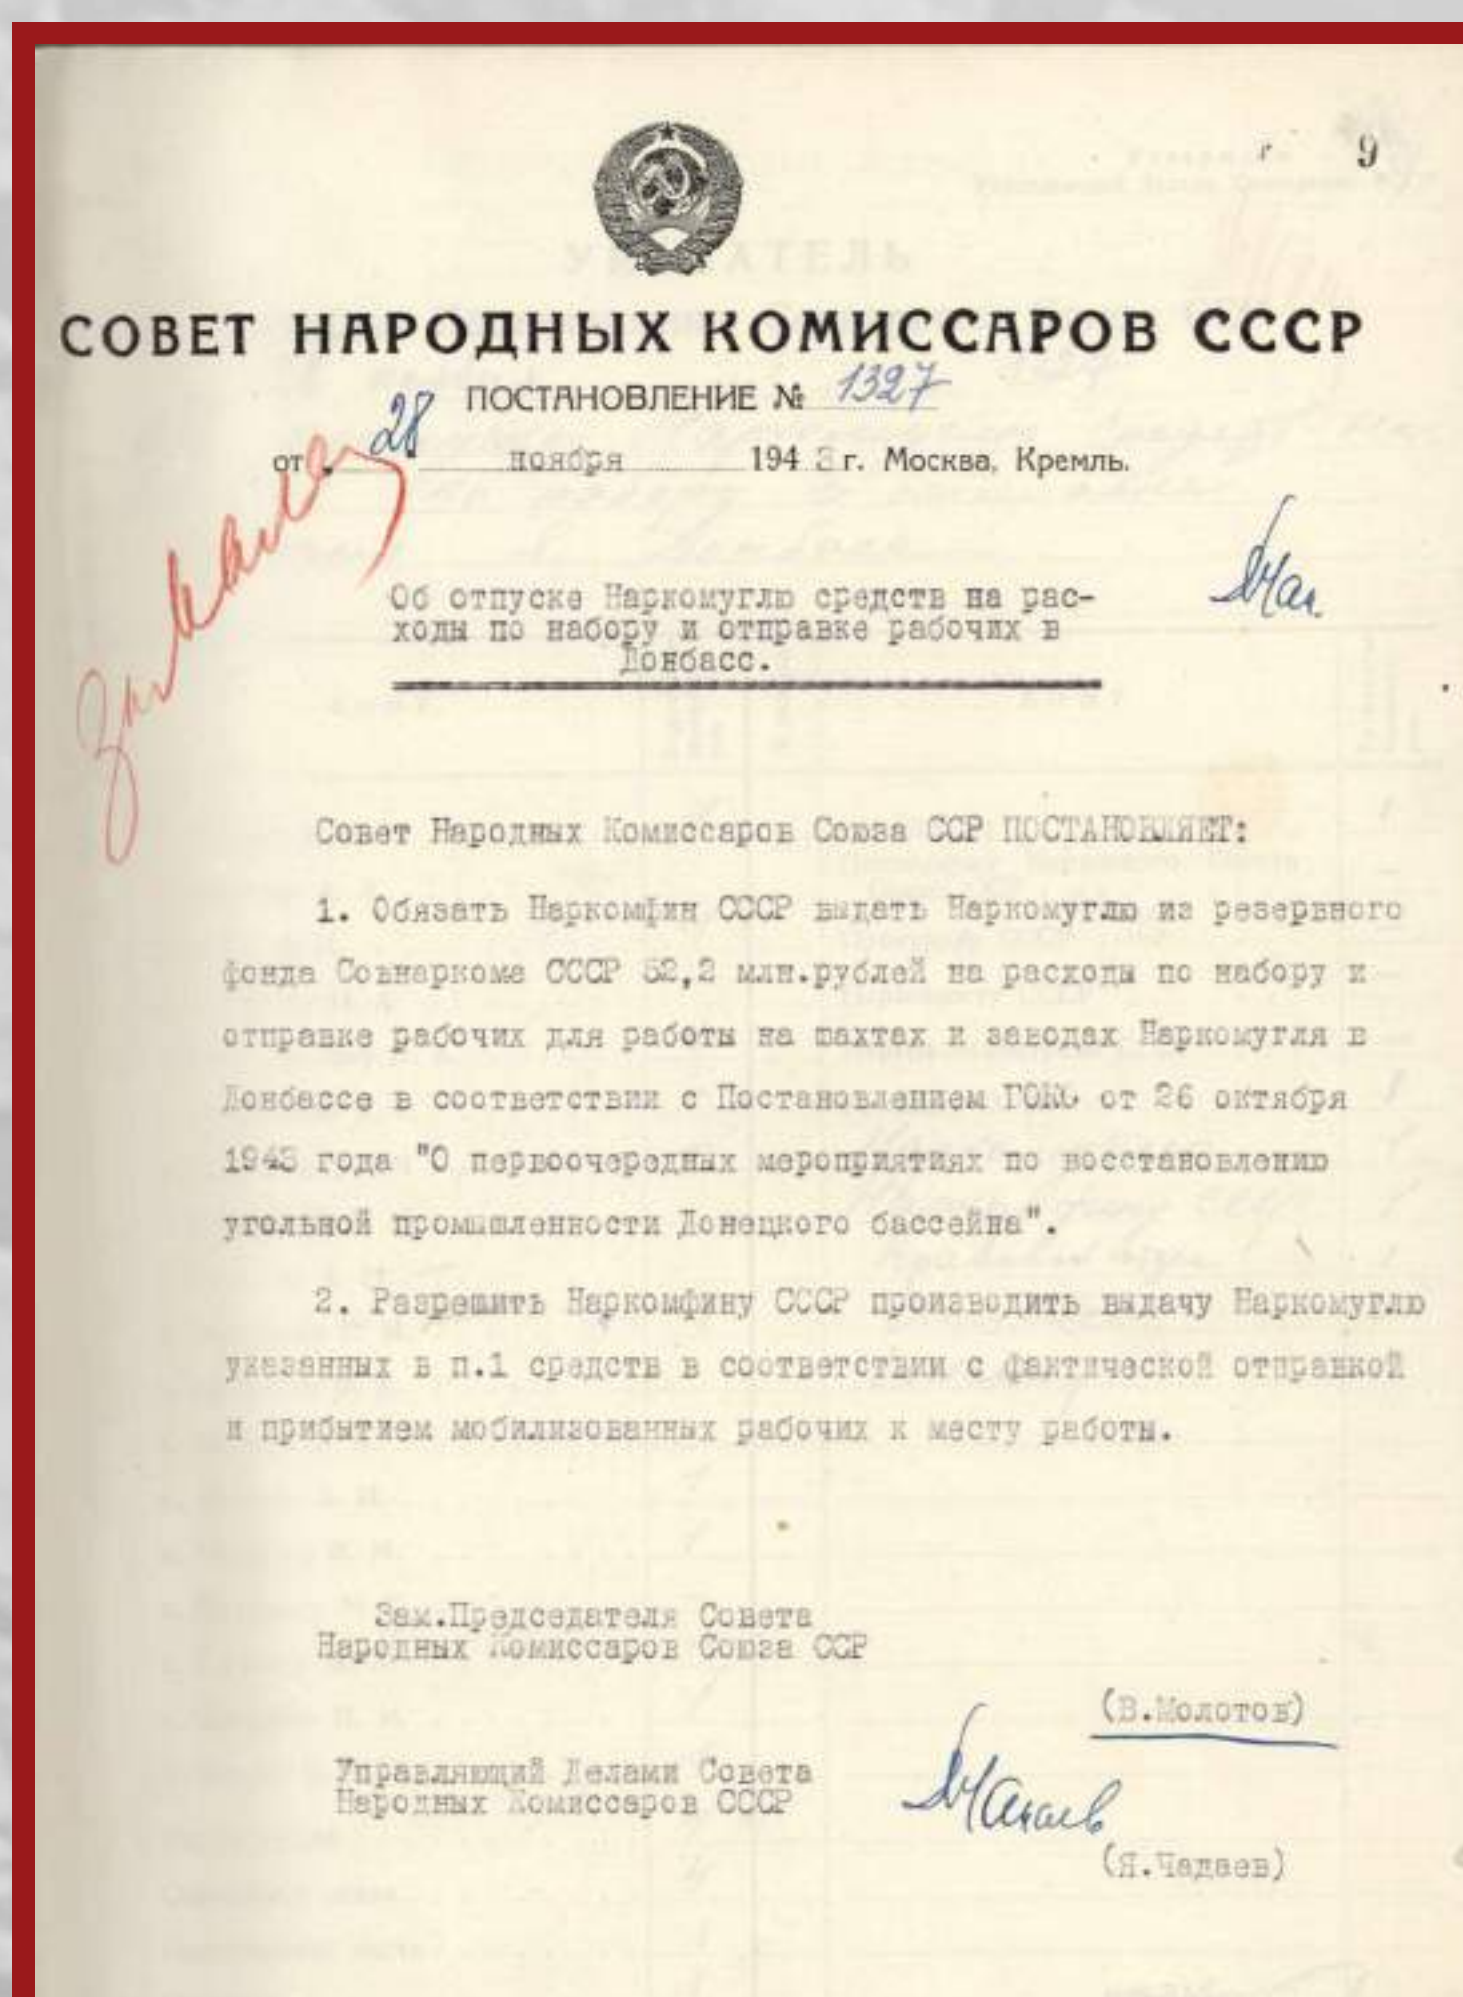 9
СОВЕТ НАРОДНЫХ КОМИССАРОВ СССР
ПОСТАНОВЛЕНИЕ № 1327
от 28 ноября 1943 г. Москва, Кремль.
Об отпуске Наркомуглю средств на рас-
ходы по набору и отправке рабочих в
Донбасс.
Совет Народных Комиссаров Союза ССР ПОСТАНОВЛЯЕТ:
1. Обязать Наркомфин СССР выдать Наркомуглю из резервного
фонда Совнаркома СССР 52,2 млн.рублей на расходы по набору и
отправке рабочих для работы на шахтах и заводах Наркомугля в
Донбассе в соответствии с Постановлением ГОКО от 26 октября
1943 года "О первоочередных мероприятиях по восстановлению
угольной промышленности Донецкого бассейна".
2. Разрешить Наркомфину СССР производить выдачу Наркомуглю
указанных в п.1 средств в соответствии с фактической отправкой
и прибытием мобилизованных рабочих к месту работы.
Зам.Председателя Совета
Народных Комиссаров Союза ССР
(В.Молотов)
Управляющий Делами Совета
Народных Комиссаров СССР
(Я.Чадаев)